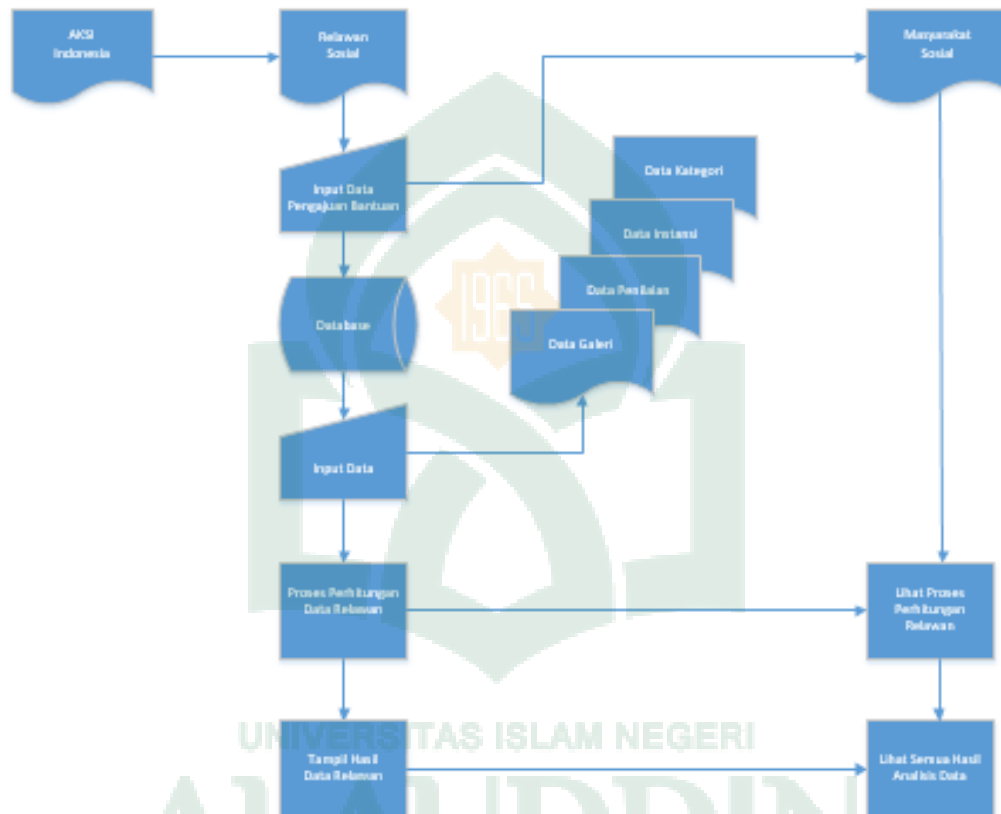 AKSI
Indonesia
Relawan
Sosial
Masyarakat
Sosial
Input Data
Pengajuan Bantuan
Data Kategori
Data Instansi
Data Penilaian
Data Galeri
Database
Input Data
Proses Perhitungan
Data Relawan
Lihat Proses
Perhitungan
Relawan
Tampil Hasil
Data Relawan
Lihat Semua Hasil
Analisis Data
1965
UNIVERSITAS ISLAM NEGERI
ALAUDDIN